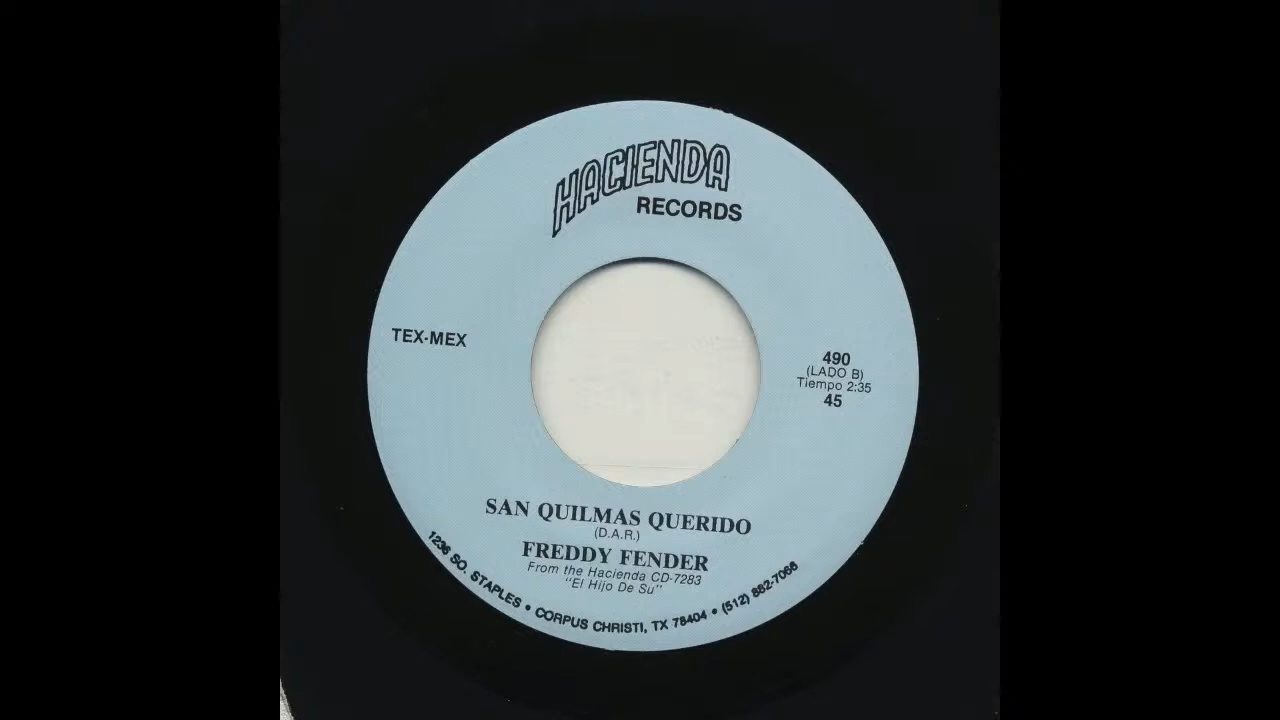 HACIENDA
RECORDS
TEX-MEX
490
(LADO B)
Tiempo 2:35
45
SAN QUILMAS QUERIDO
(D.A.R.)
FREDDY FENDER
From the Hacienda CD-7283
"El Hijo De Su"
1236 SO. STAPLES • CORPUS CHRISTI, TX 78404 • (512) 882-7066